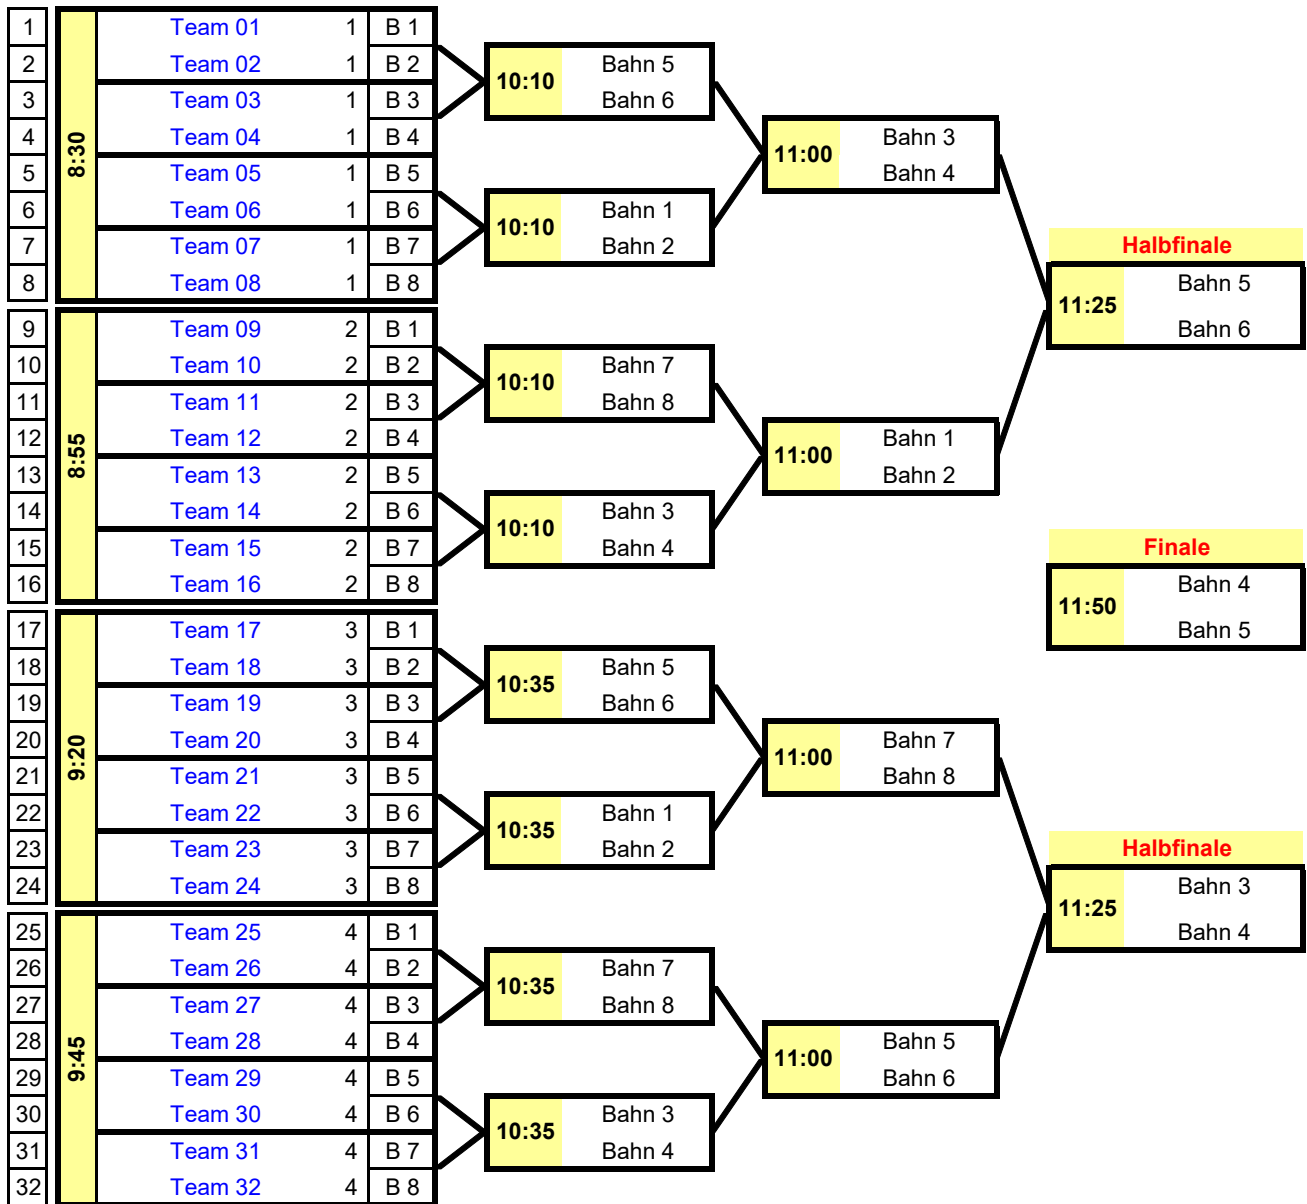 1 Team 01 1 B 1
2 Team 02 1 B 2 Bahn 5
10:10
3 Team 03 1 B 3 Bahn 6
4 Team 04 1 B 4 Bahn 3
8:30
11:00
5 Team 05 1 B 5 Bahn 4
6 Team 06 1 B 6 Bahn 1
10:10
7 Team 07 1 B 7 Bahn 2 Halbfinale
8 Team 08 1 B 8 Bahn 5
11:25
9 Team 09 2 B 1 Bahn 6
10 Team 10 2 B 2 Bahn 7
10:10
11 Team 11 2 B 3 Bahn 8
12 Team 12 2 B 4 Bahn 1
8:55
11:00
13 Team 13 2 B 5 Bahn 2
14 Team 14 2 B 6 Bahn 3
10:10
15 Team 15 2 B 7 Bahn 4 Finale
16 Team 16 2 B 8 Bahn 4
11:50
17 Team 17 3 B 1 Bahn 5
18 Team 18 3 B 2 Bahn 5
10:35
19 Team 19 3 B 3 Bahn 6
20 Team 20 3 B 4 Bahn 7
9:20
11:00
21 Team 21 3 B 5 Bahn 8
22 Team 22 3 B 6 Bahn 1
10:35
23 Team 23 3 B 7 Bahn 2 Halbfinale
24 Team 24 3 B 8 Bahn 3
11:25
25 Team 25 4 B 1 Bahn 4
26 Team 26 4 B 2 Bahn 7
10:35
27 Team 27 4 B 3 Bahn 8
28 Team 28 4 B 4 Bahn 5
9:45
11:00
29 Team 29 4 B 5 Bahn 6
30 Team 30 4 B 6 Bahn 3
10:35
31 Team 31 4 B 7 Bahn 4
32 Team 32 4 B 8